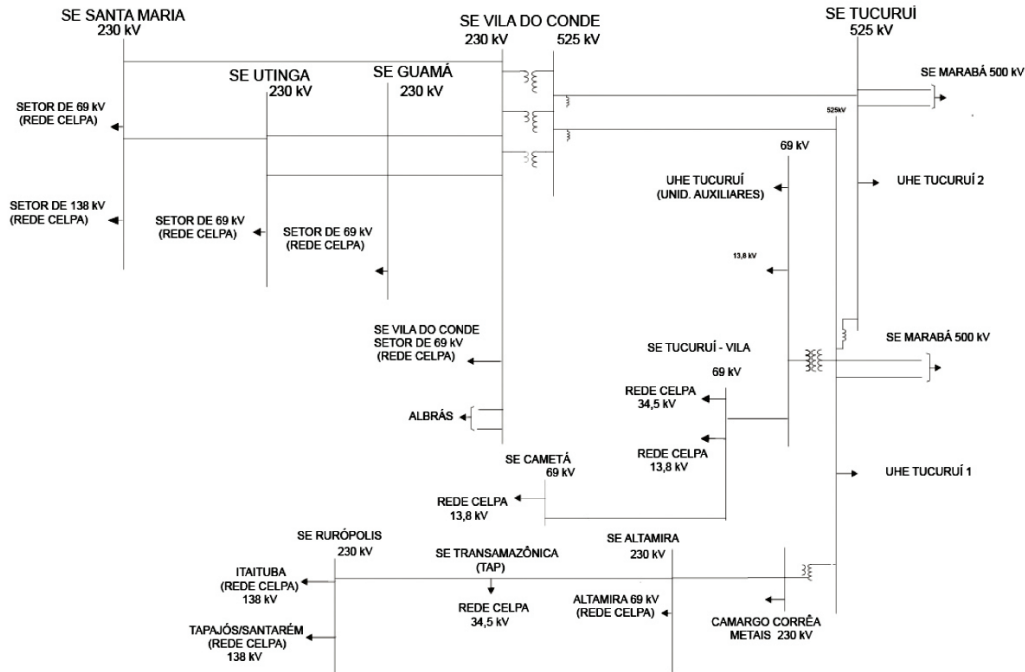 SE SANTA MARIA
230 kV
SE VILA DO CONDE
230 kV
525 kV
SE TUCURUÍ
525 kV
SE UTINGA
230 kV
SE GUAMÁ
230 kV
SE MARABÁ 500 kV
SETOR DE 69 kV
(REDE CELPA)
525kV
69 kV
UHE TUCURUÍ
(UNID. AUXILIARES)
UHE TUCURUÍ 2
SETOR DE 138 kV
(REDE CELPA)
SETOR DE 69 kV
(REDE CELPA)
SETOR DE 69 kV
(REDE CELPA)
13,8 kV
SE VILA DO CONDE
SETOR DE 69 kV
(REDE CELPA)
SE MARABÁ 500 kV
SE TUCURUÍ - VILA
69 kV
REDE CELPA
34,5 kV
ALBRÁS
REDE CELPA
13,8 kV
SE CAMETÁ
69 kV
UHE TUCURUÍ 1
REDE CELPA
13,8 kV
SE RURÓPOLIS
230 kV
SE TRANSAMAZÔNICA
(TAP)
SE ALTAMIRA
230 kV
ITAITUBA
(REDE CELPA)
138 kV
REDE CELPA
34,5 kV
ALTAMIRA 69 kV
(REDE CELPA)
CAMARGO CORRÊA
METAIS 230 kV
TAPAJÓS/SANTARÉM
(REDE CELPA)
138 kV